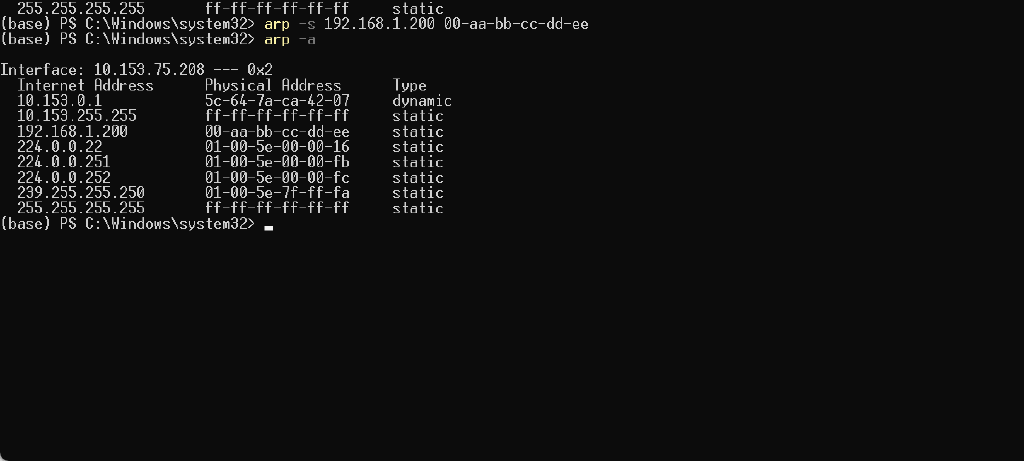 255.255.255.255 ff-ff-ff-ff-ff-ff static
(base) PS C:\Windows\system32> arp -s 192.168.1.200 00-aa-bb-cc-dd-ee
(base) PS C:\Windows\system32> arp -a
Interface: 10.153.75.208 --- 0x2
Internet Address Physical Address Type
10.153.0.1 5c-64-7a-ca-42-07 dynamic
10.153.255.255 ff-ff-ff-ff-ff-ff static
192.168.1.200 00-aa-bb-cc-dd-ee static
224.0.0.22 01-00-5e-00-00-16 static
224.0.0.251 01-00-5e-00-00-fb static
224.0.0.252 01-00-5e-00-00-fc static
239.255.255.250 01-00-5e-7f-ff-fa static
255.255.255.255 ff-ff-ff-ff-ff-ff static
(base) PS C:\Windows\system32>